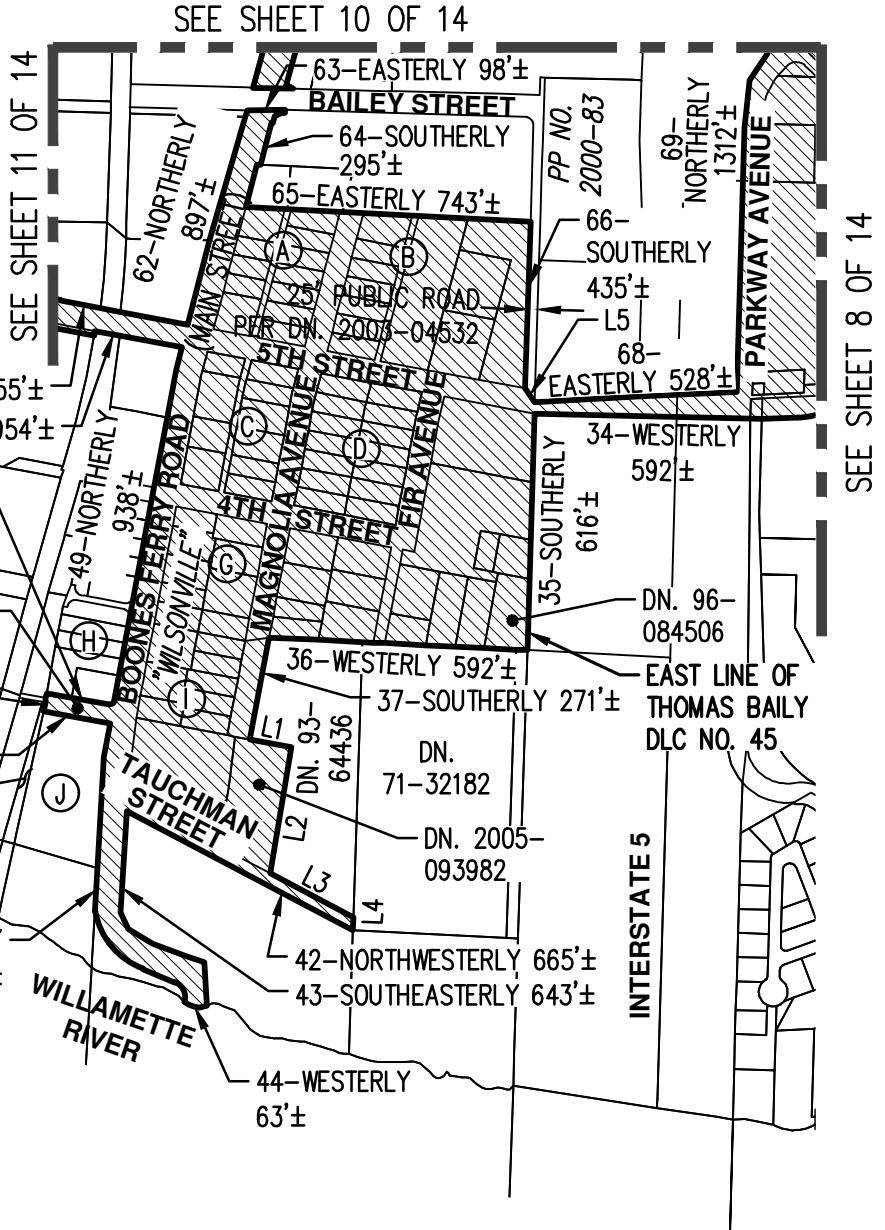 SEE SHEET 10 OF 14
SEE SHEET 11 OF 14
SEE SHEET 8 OF 14
63-EASTERLY 98'±
BAILEY STREET
64-SOUTHERLY
295'±
65-EASTERLY 743'±
62-NORTHERLY
897'±
PP NO.
2000-83
69-
NORTHERLY
1312'±
PARKWAY AVENUE
66-
SOUTHERLY
435'±
L5
68-
EASTERLY 528'±
(MAIN STREET)
A
B
25' PUBLIC ROAD
PER DN. 2003-04532
5TH STREET
55'±
954'±
34-WESTERLY
592'±
49-NORTHERLY
938'±
BOONES FERRY ROAD
C
D
MAGNOLIA AVENUE
FIR AVENUE
4TH STREET
35-SOUTHERLY
616'±
"WILSONVILLE"
G
H
I
DN. 96-
084506
36-WESTERLY 592'±
37-SOUTHERLY 271'±
EAST LINE OF
THOMAS BAILY
DLC NO. 45
L1
DN. 93-
64436
DN.
71-32182
J
TAUCHMAN
STREET
L2
DN. 2005-
093982
L3
L4
INTERSTATE 5
42-NORTHWESTERLY 665'±
43-SOUTHEASTERLY 643'±
WILLAMETTE
RIVER
44-WESTERLY
63'±